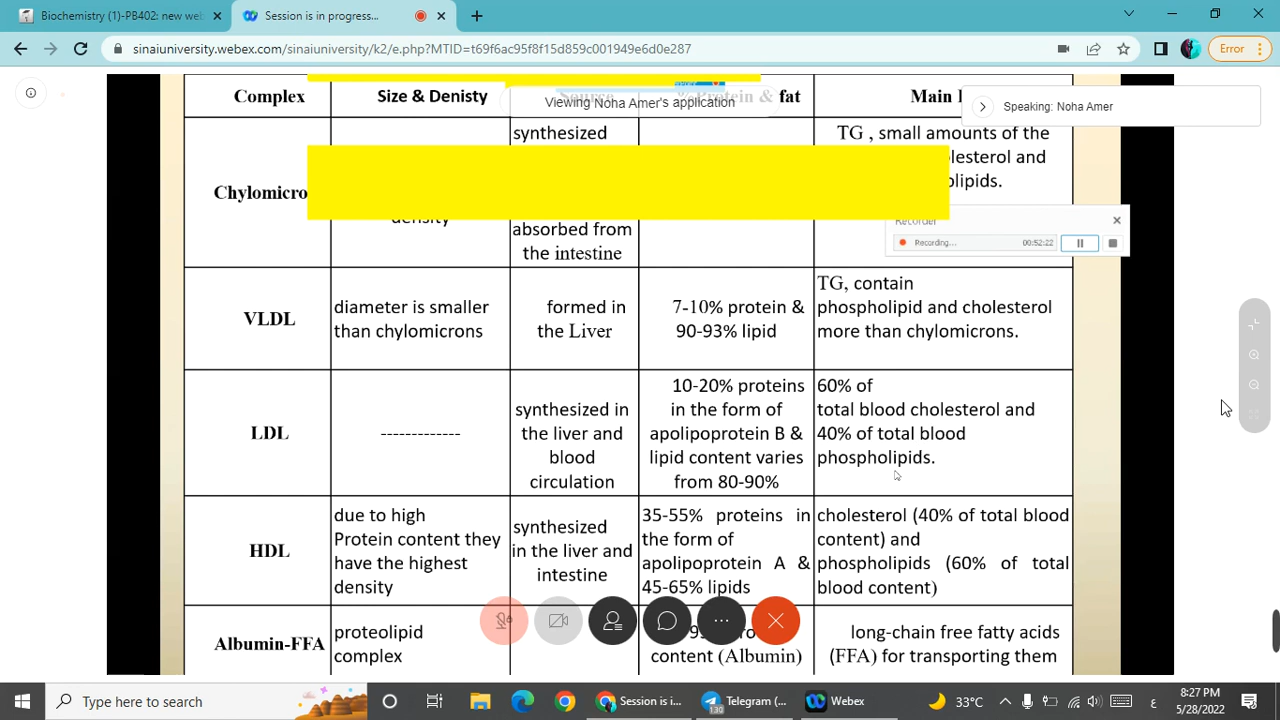 Biochemistry (1)-PB402: new biocl
Session is in progress...
sinaiuniversity.webex.com/sinaiuniversity/k2/e.php?MTID=t69f6ac95f8f15d859c001949e6d0e287
Error
Complex
Size & Denisty
Viewing Noha Amer's application
& fat
Main
Speaking: Noha Amer
Chylomicro
density
synthesized
absorbed from
the intestine
TG , small amounts of the
Recorder
Recording...
00:52:22
VLDL
diameter is smaller
than chylomicrons
formed in
the Liver
7-10% protein &
90-93% lipid
TG, contain
phospholipid and cholesterol
more than chylomicrons.
LDL
-------------
synthesized in
the liver and
blood
circulation
10-20% proteins
in the form of
apolipoprotein B &
lipid content varies
from 80-90%
60% of
total blood cholesterol and
40% of total blood
phospholipids.
HDL
due to high
Protein content they
have the highest
density
synthesized
in the liver and
intestine
35-55% proteins in
the form of
apolipoprotein A &
45-65% lipids
cholesterol (40% of total blood
content) and
phospholipids (60% of total
blood content)
Albumin-FFA
proteolipid
complex
content (Albumin)
long-chain free fatty acids
(FFA) for transporting them
Type here to search
Session is i...
130
Telegram (...
Webex
33°C
ع
8:27 PM
5/28/2022